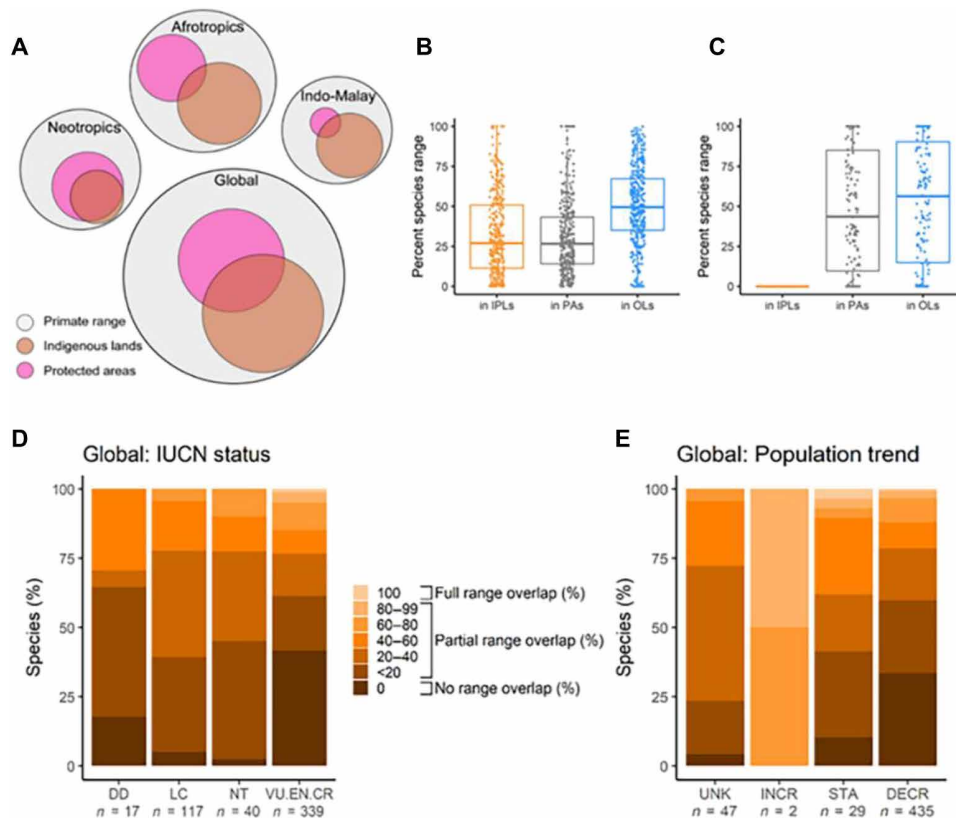 A
Afrotropics
Indo-Malay
Neotropics
Global
Primate range
Indigenous lands
Protected areas
B
Percent species range
100
75
50
25
0
in IPLs
in PAs
in OLs
C
Percent species range
100
75
50
25
0
in IPLs
in PAs
in OLs
D
Global: IUCN status
Species (%)
100
75
50
25
0
DD LC NT VU.EN.CR
n = 17 n = 117 n = 40 n = 339
100 Full range overlap (%)
80–99
60–80
40–60 Partial range overlap (%)
20–40
<20
0 No range overlap (%)
E
Global: Population trend
Species (%)
100
75
50
25
0
UNK INCR STA DECR
n = 47 n = 2 n = 29 n = 435